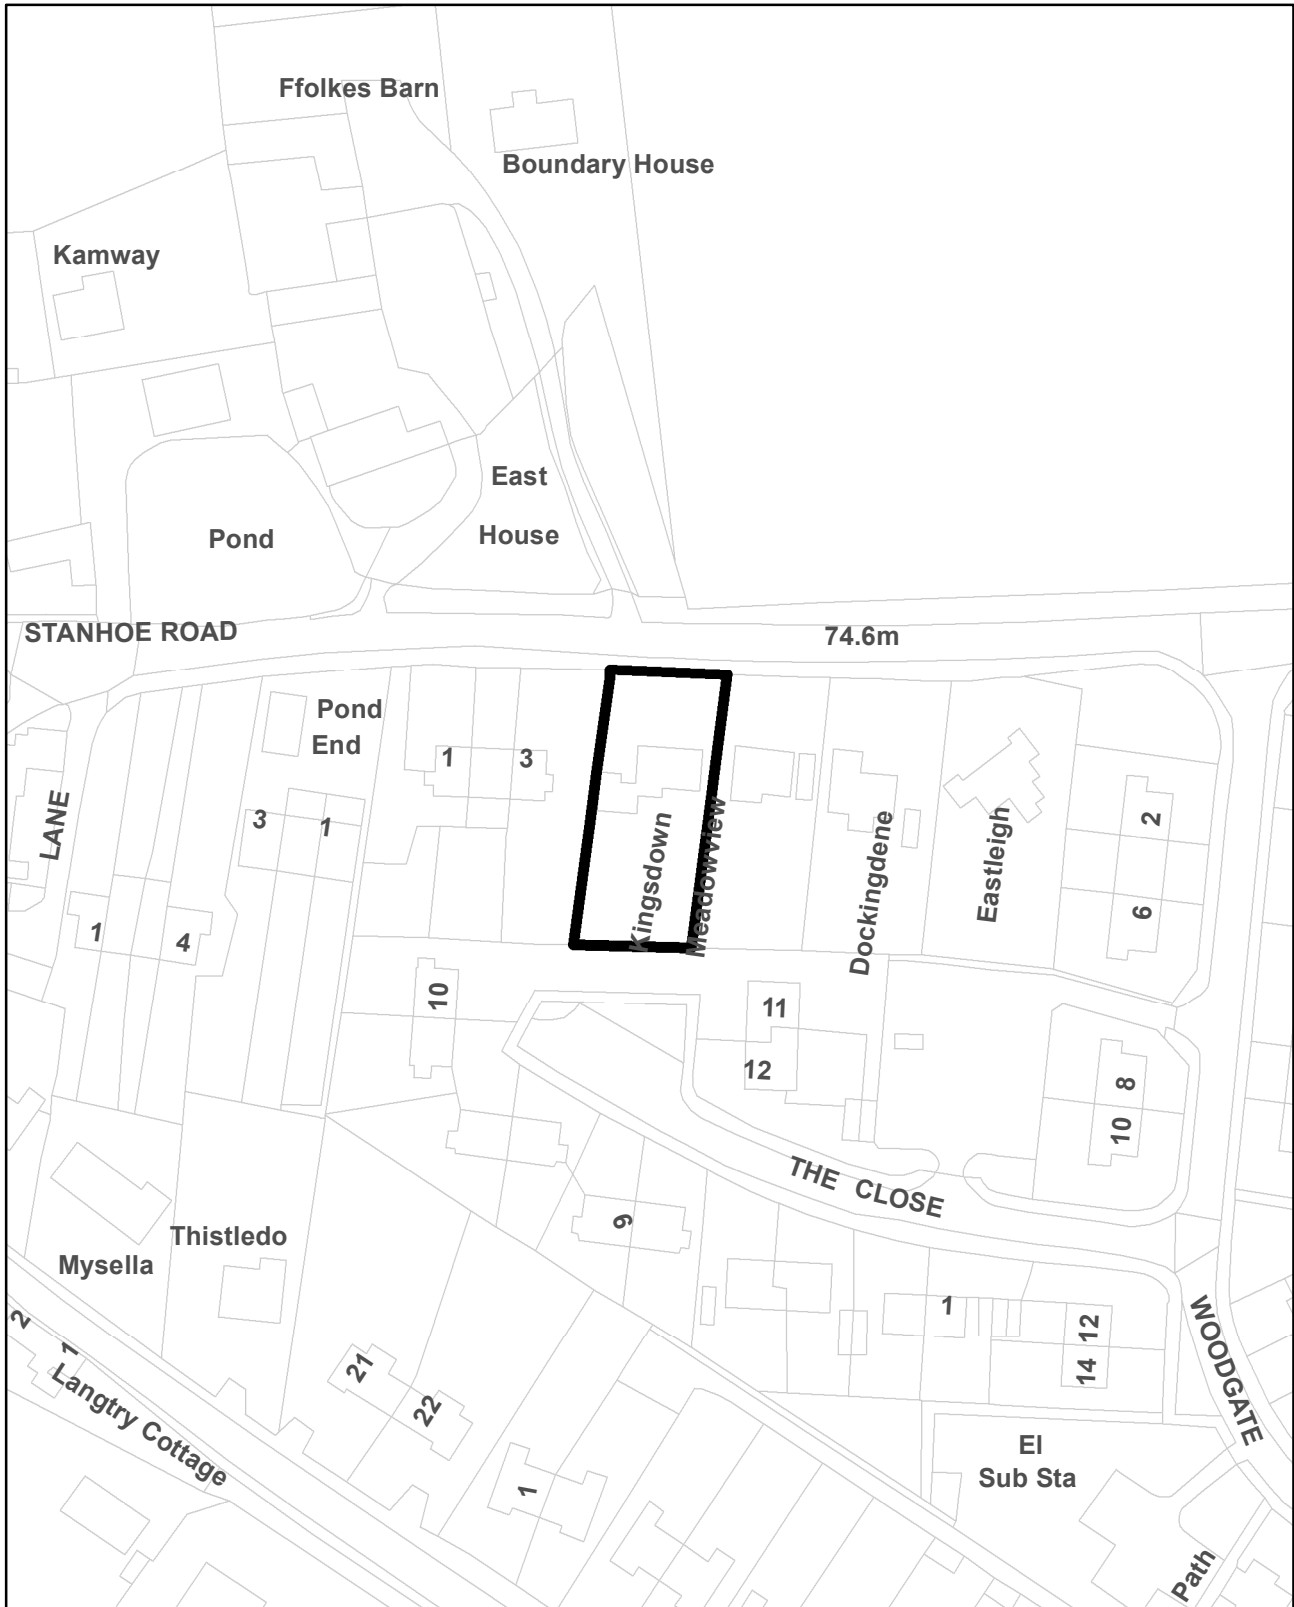 Ffolkes Barn
Boundary House
Kamway
East
House
Pond
STANHOE ROAD
74.6m
Pond
End
1
3
3
1
LANE
Kingsdown
Meadowview
Dockingdene
Eastleigh
2
6
1
4
10
11
12
8
10
THE CLOSE
6
Thistledo
Mysella
2
1
Langtry Cottage
21
22
1
1
12
14
WOODGATE
El
Sub Sta
Path